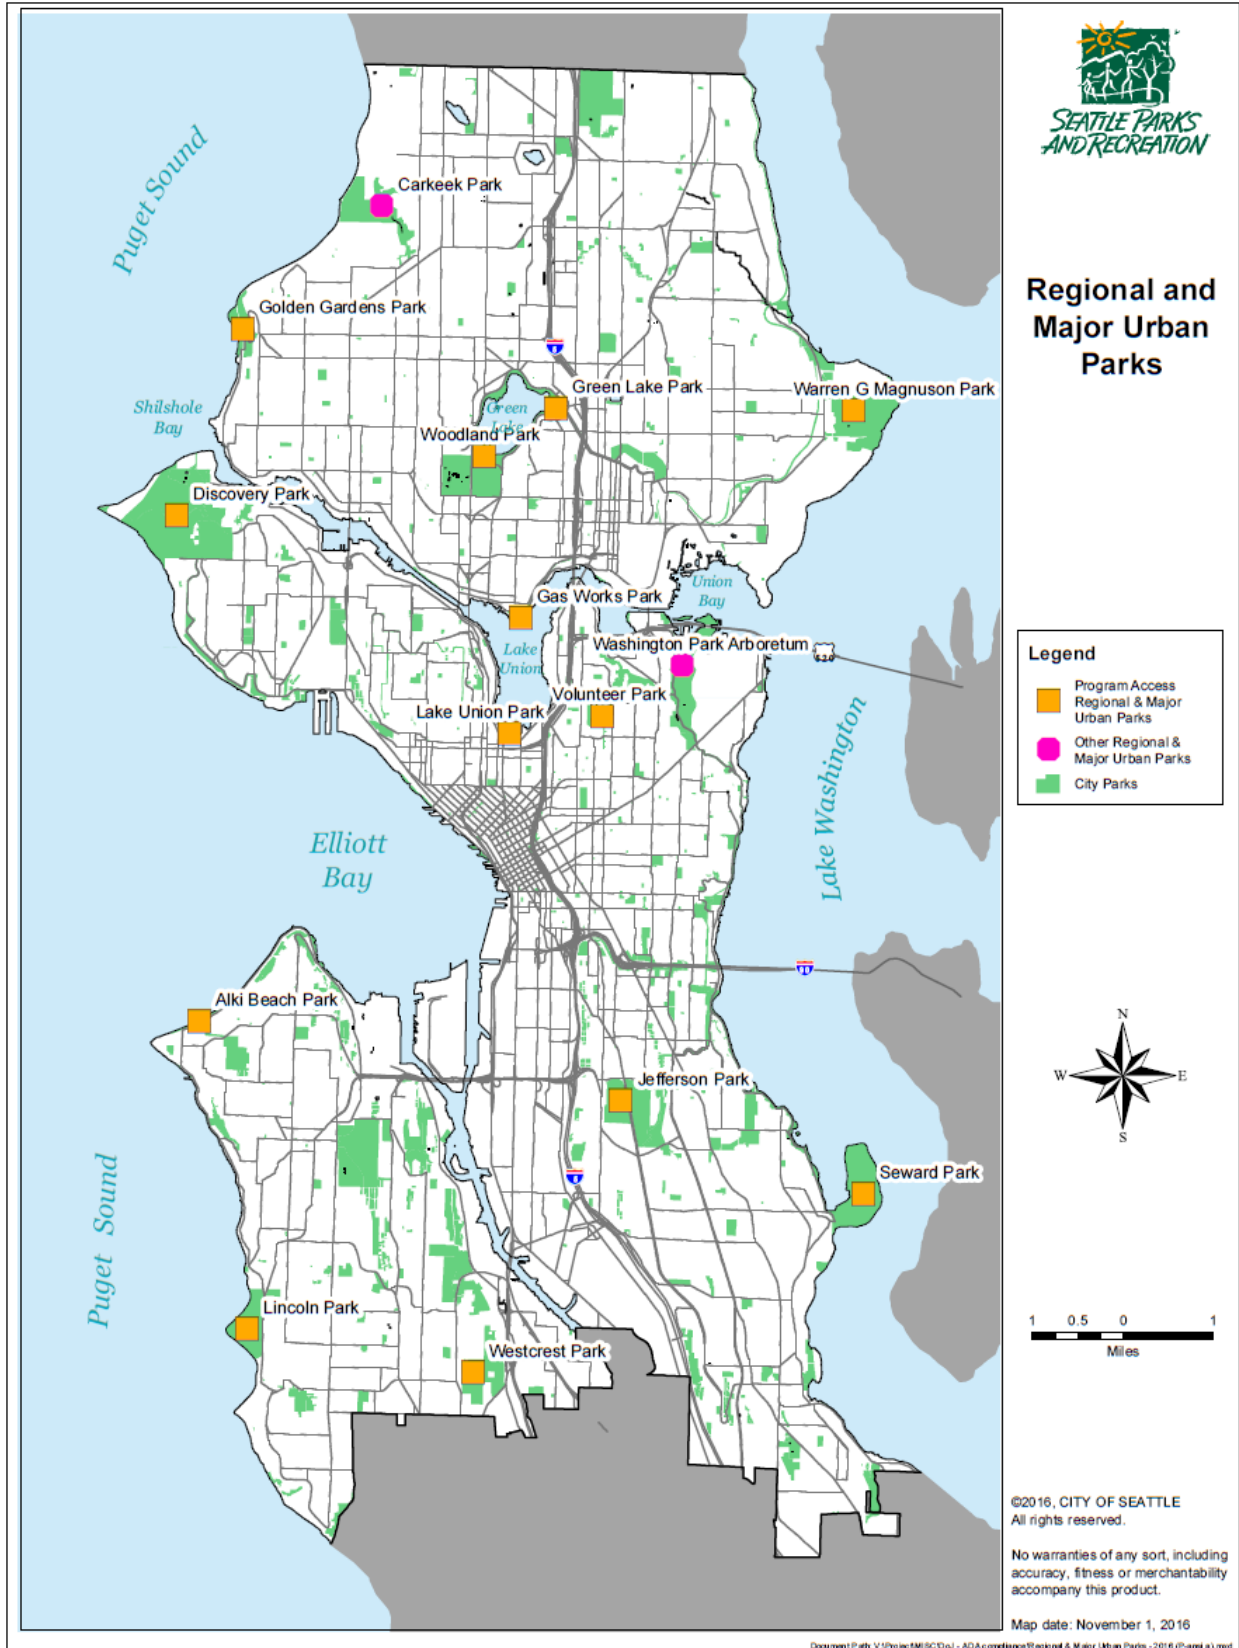 SEATTLE PARKS
AND RECREATION
Regional and
Major Urban
Parks
Puget Sound
Carkeek Park
Golden Gardens Park
Green Lake Park
Warren G Magnuson Park
Shilshole
Bay
Green
Lake
Woodland Park
Discovery Park
Union
Bay
Gas Works Park
Washington Park Arboretum
520
Lake
Union
Volunteer Park
Lake Union Park
Legend
Program Access
Regional & Major
Urban Parks
Other Regional &
Major Urban Parks
City Parks
Lake Washington
Elliott
Bay
90
Alki Beach Park
N
W E
S
Jefferson Park
Seward Park
Puget Sound
Lincoln Park
Westcrest Park
1 0.5 0 1
Miles
©2016, CITY OF SEATTLE
All rights reserved.
No warranties of any sort, including
accuracy, fitness or merchantability
accompany this product.
Map date: November 1, 2016